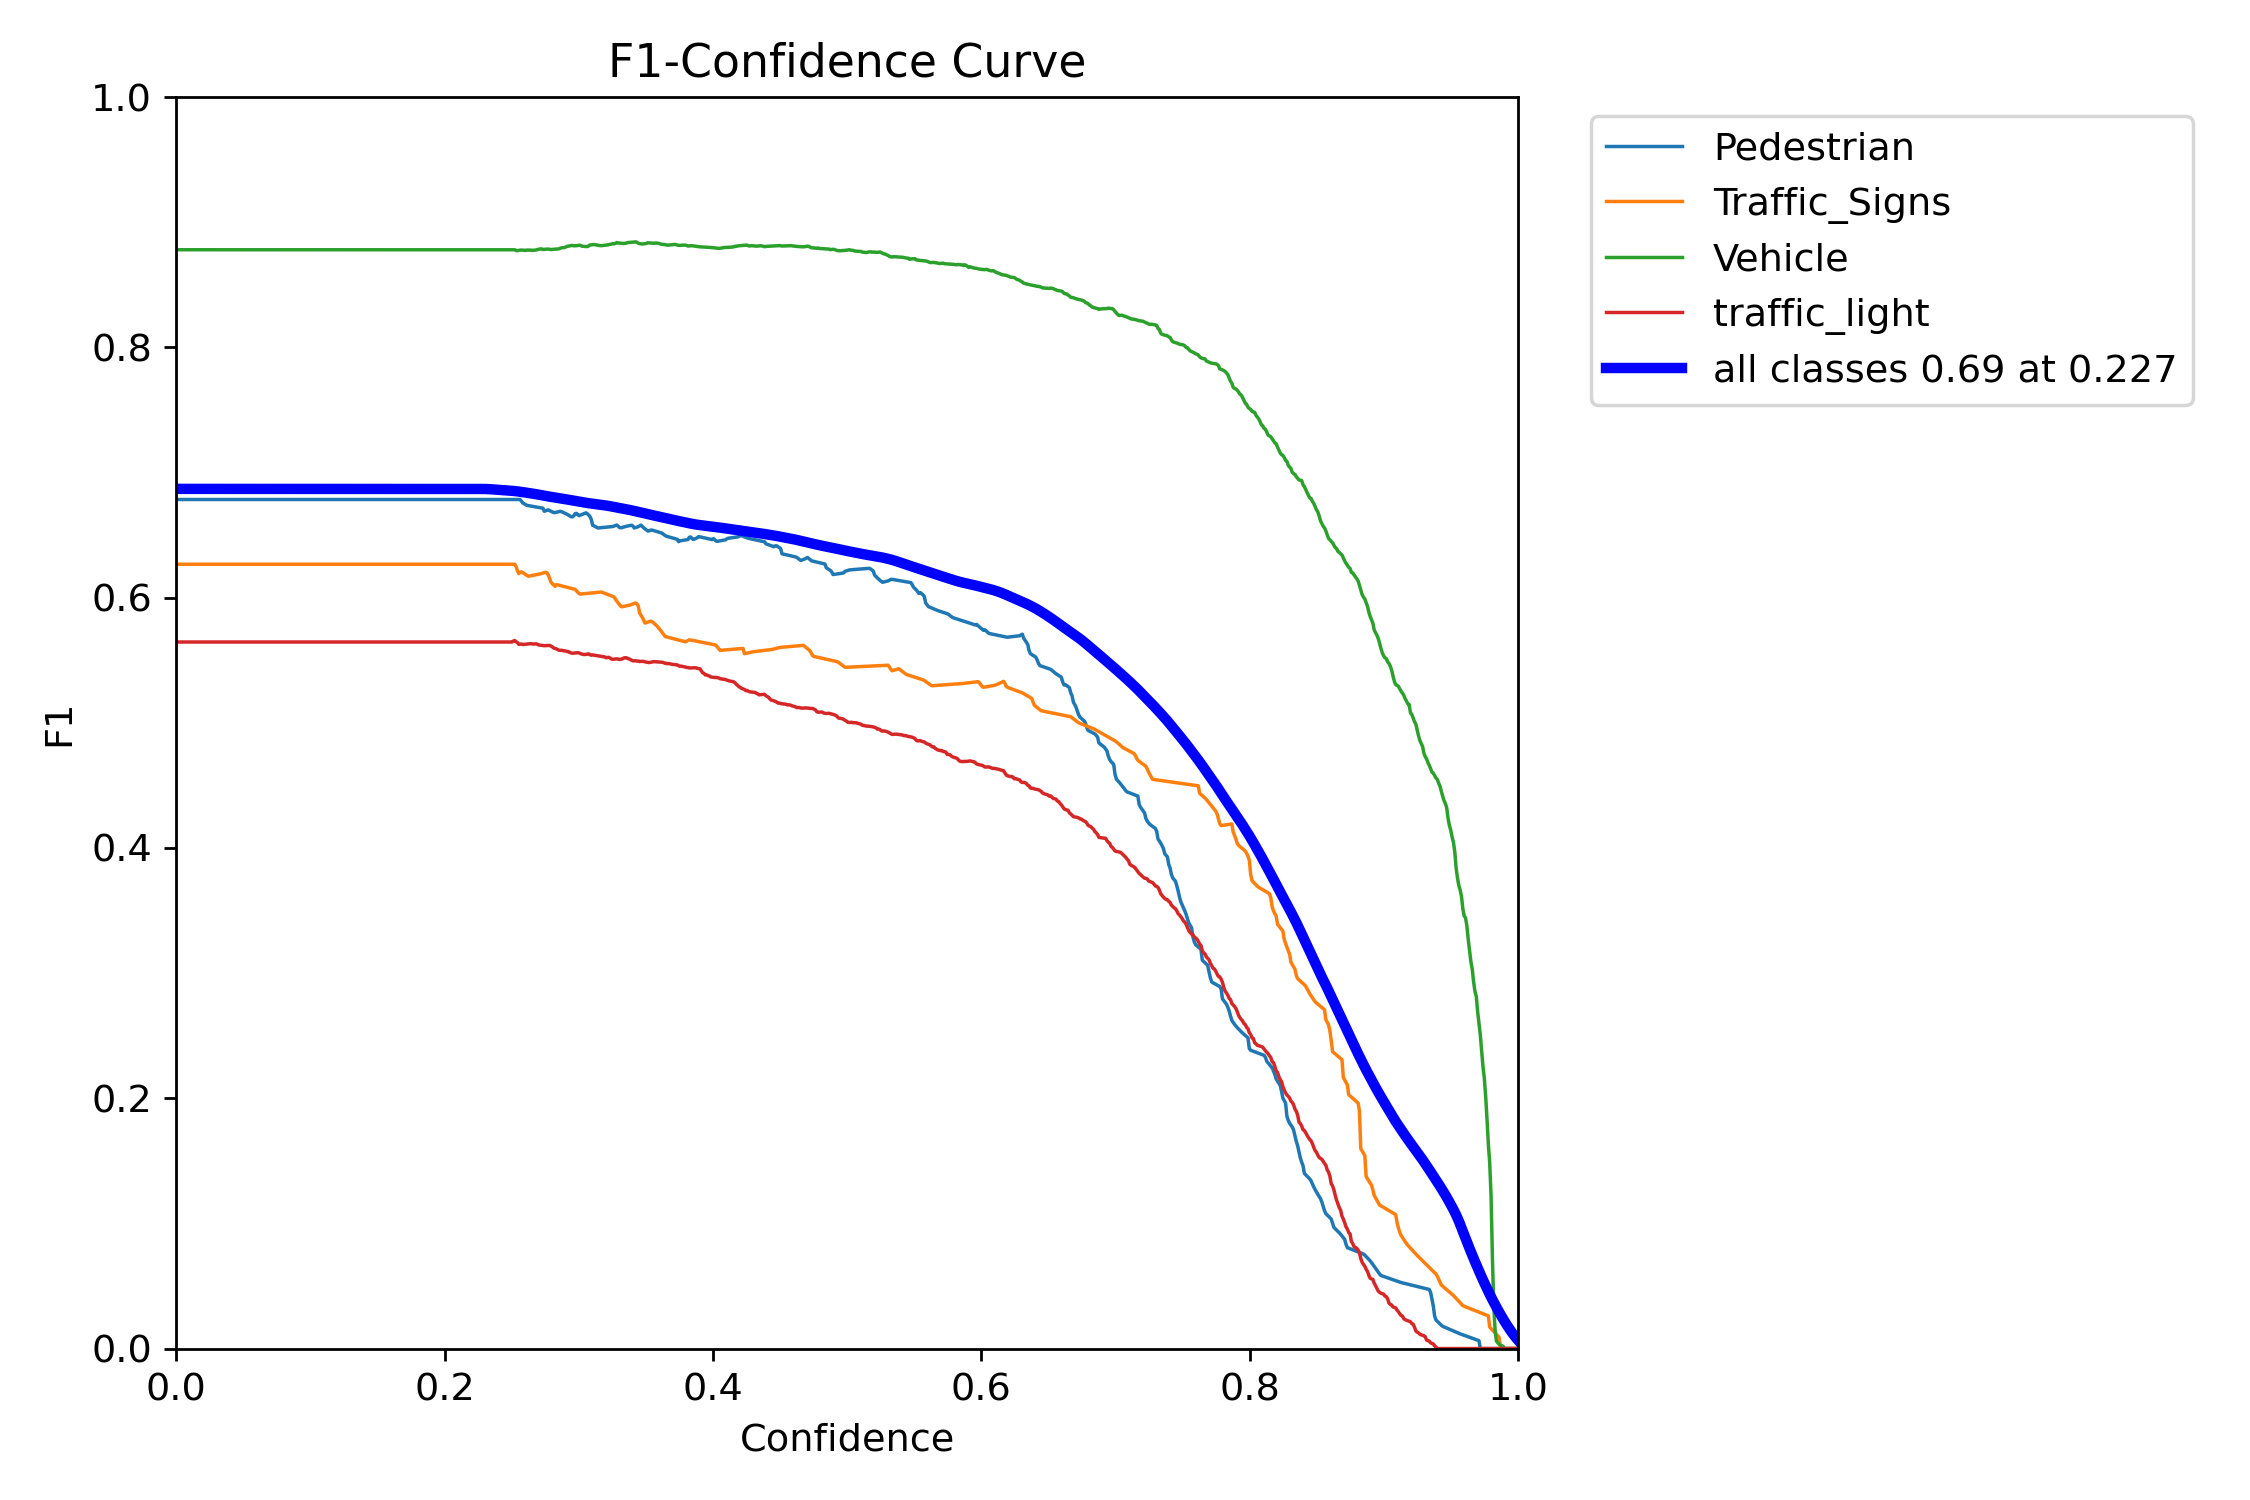 F1-Confidence Curve
1.0
0.8
0.6
0.4
0.2
0.0
F1
0.0 0.2 0.4 0.6 0.8 1.0
Confidence
Pedestrian
Traffic_Signs
Vehicle
traffic_light
all classes 0.69 at 0.227